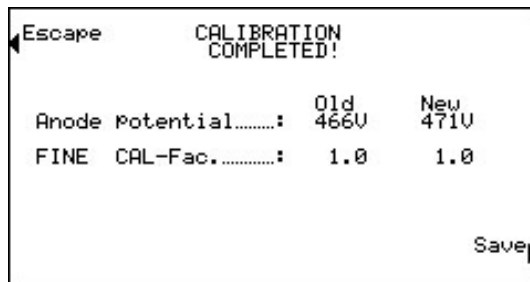 Escape CALIBRATION
COMPLETED!
Old New
Anode Potential........: 466V 471V
FINE CAL-Fac............: 1.0 1.0
Save